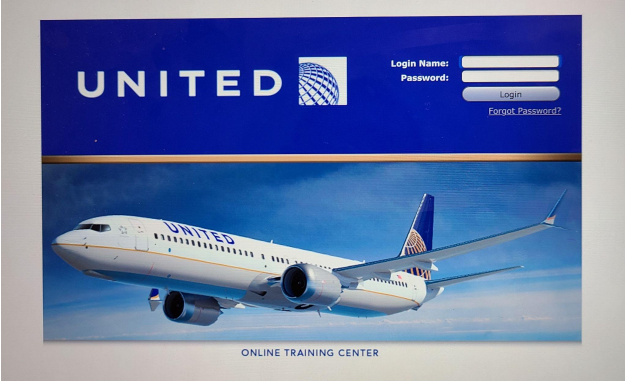 UNITED
Login Name:
Password:
Login
Forgot Password?
UNITED
ONLINE TRAINING CENTER